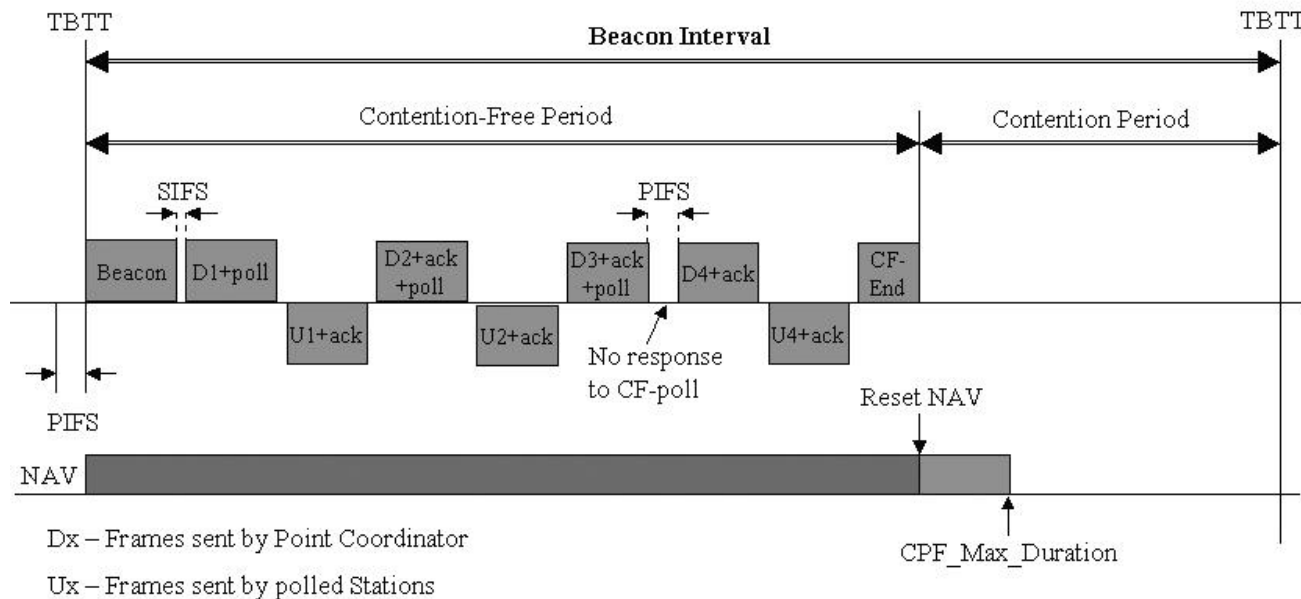 TBTT
TBTT
Beacon Interval
Contention-Free Period
Contention Period
SIFS
PIFS
Beacon
D1+poll
D2+ack
+poll
D3+ack
+poll
D4+ack
CF-
End
U1+ack
U2+ack
U4+ack
No response
to CF-poll
PIFS
Reset NAV
NAV
Dx – Frames sent by Point Coordinator
CPF_Max_Duration
Ux – Frames sent by polled Stations